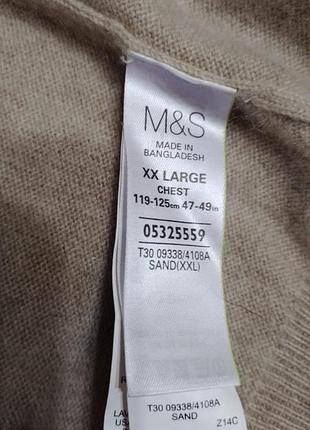 M&S
MADE IN
BANGLADESH
XX LARGE
CHEST
119-125cm 47-49in
05325559
T30 09338/4108A
SAND(XXL)
T30 09338/4108A
SAND
Z14C